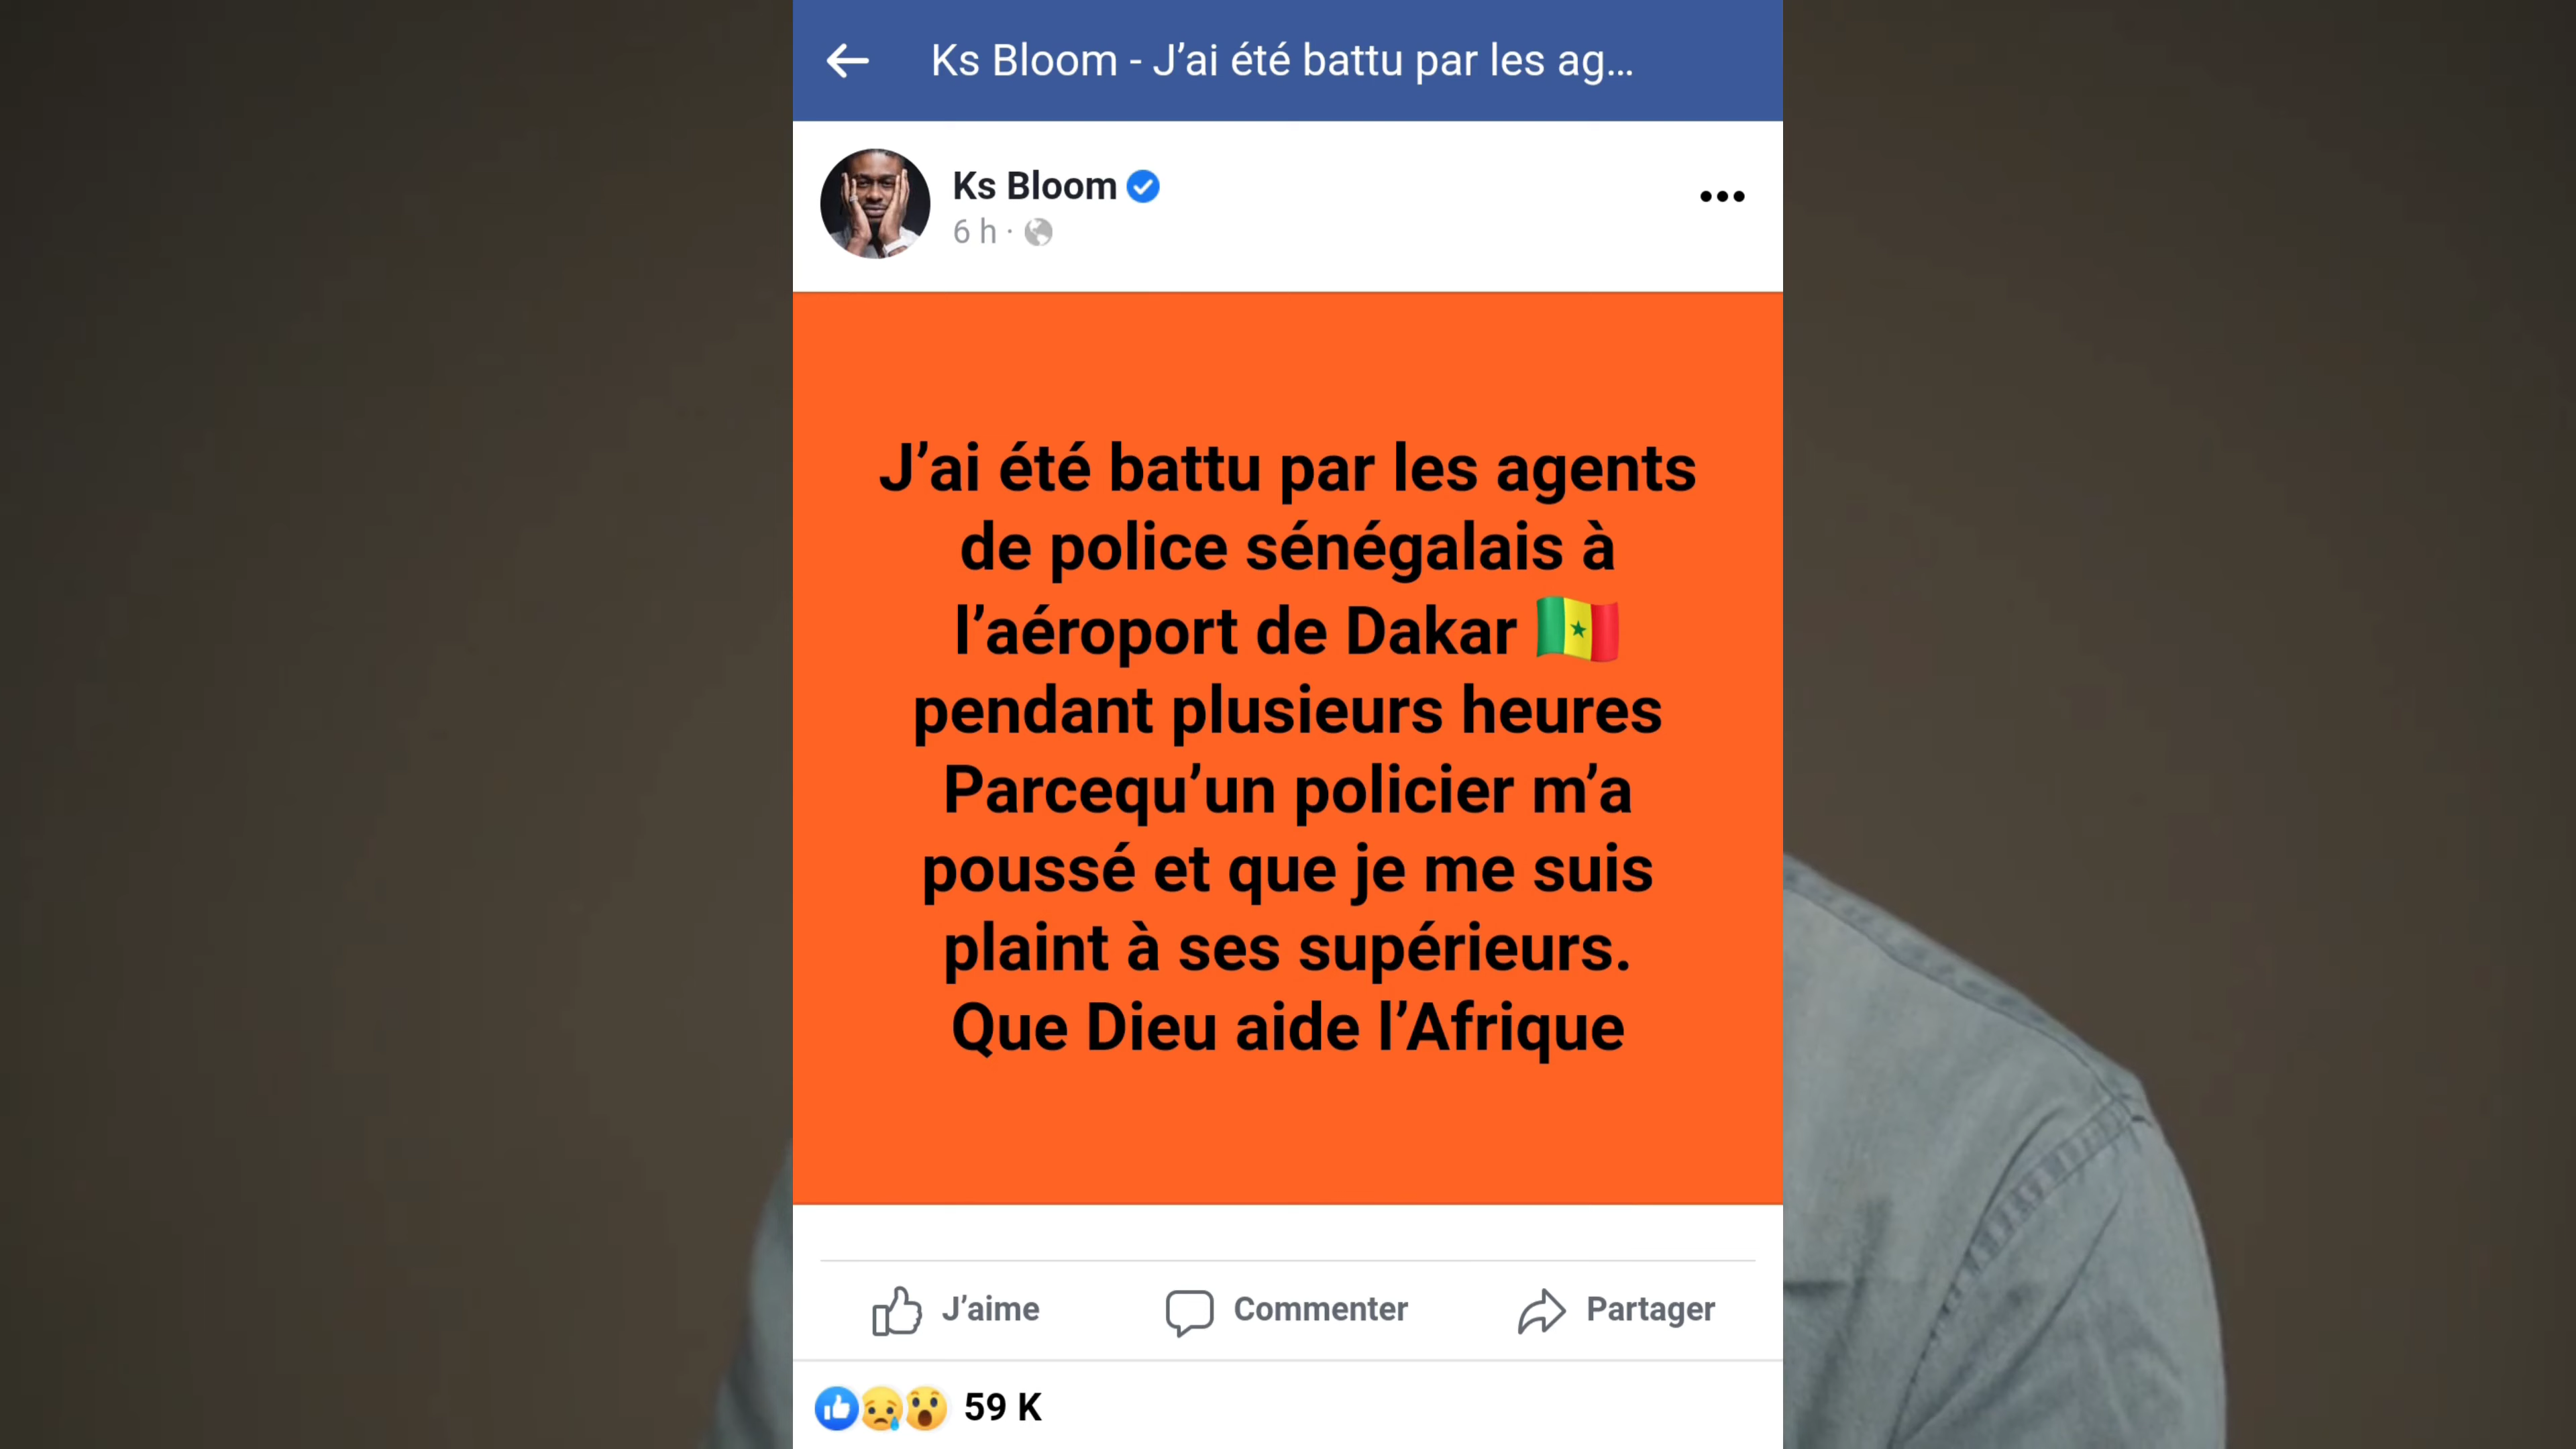 Ks Bloom - J’ai été battu par les ag...
Ks Bloom
6 h ·
J’ai été battu par les agents
de police sénégalais à
l’aéroport de Dakar 🇸🇳
pendant plusieurs heures
Parcequ’un policier m’a
poussé et que je me suis
plaint à ses supérieurs.
Que Dieu aide l’Afrique
J’aime
Commenter
Partager
59 K